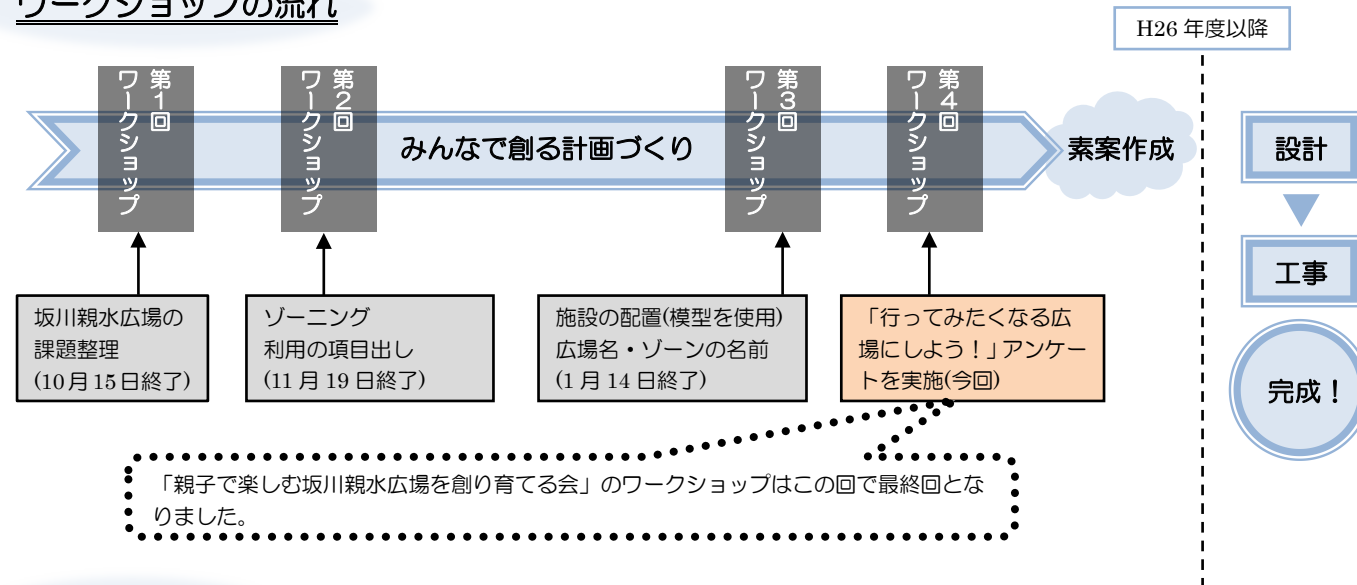 ワークショップの流れ
H26 年度以降
第1回
ワークショップ
第2回
ワークショップ
第3回
ワークショップ
第4回
ワークショップ
みんなで創る計画づくり
素案作成
設計
工事
完成！
坂川親水広場の
課題整理
(10月15日終了)
ゾーニング
利用の項目出し
(11 月 19 日終了)
施設の配置(模型を使用)
広場名・ゾーンの名前
(1 月 14 日終了)
「行ってみたくなる広
場にしよう！」アンケー
トを実施(今回)
「親子で楽しむ坂川親水広場を創り育てる会」のワークショップはこの回で最終回とな
りました。